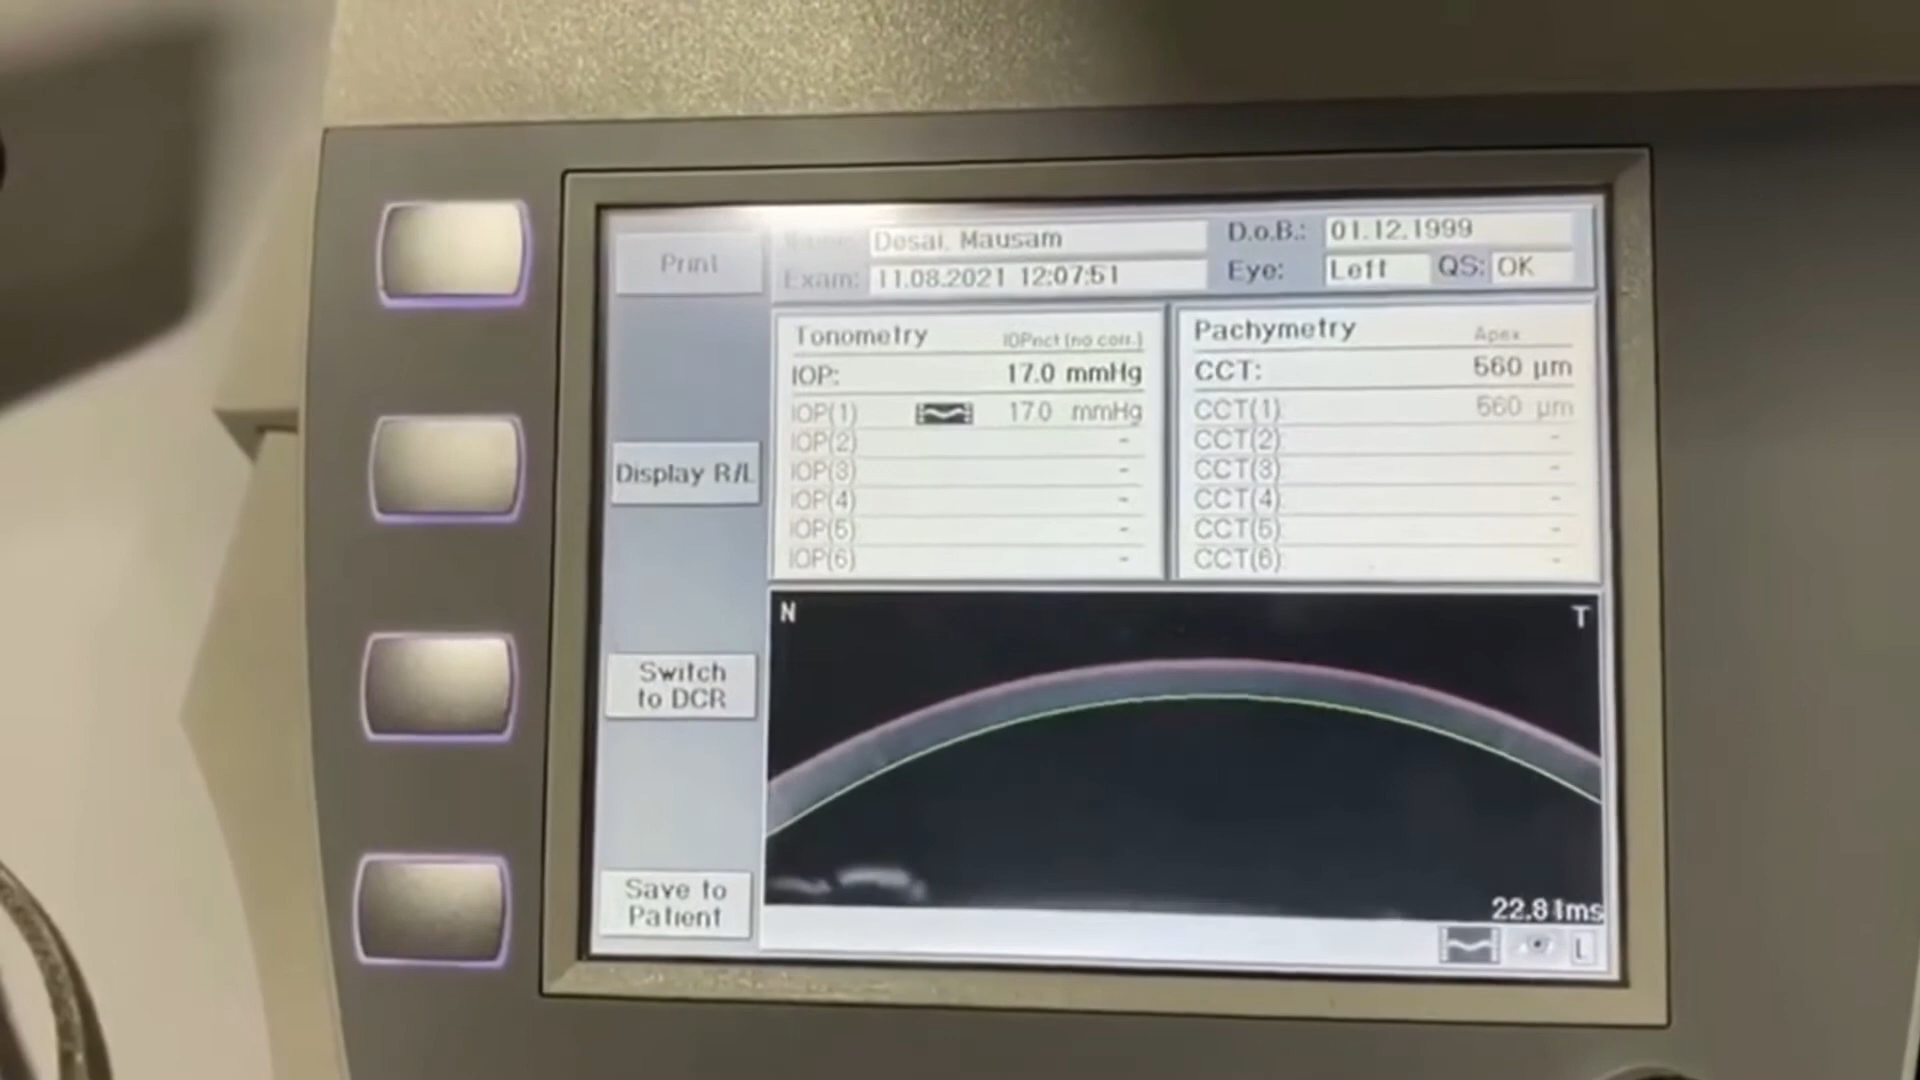 Print
Name: Desai, Mausam
D.o.B.: 01.12.1999
Exam: 11.08.2021 12:07:51
Eye: Left QS: OK
Tonometry IOPnct [no corr.]
IOP: 17.0 mmHg
IOP(1) 17.0 mmHg
IOP(2) -
IOP(3) -
IOP(4) -
IOP(5) -
IOP(6) -
Pachymetry Apex
CCT: 560 µm
CCT(1) 560 µm
CCT(2) -
CCT(3) -
CCT(4) -
CCT(5) -
CCT(6) -
Display R/L
Switch
to DCR
Save to
Patient
N T
ms
L